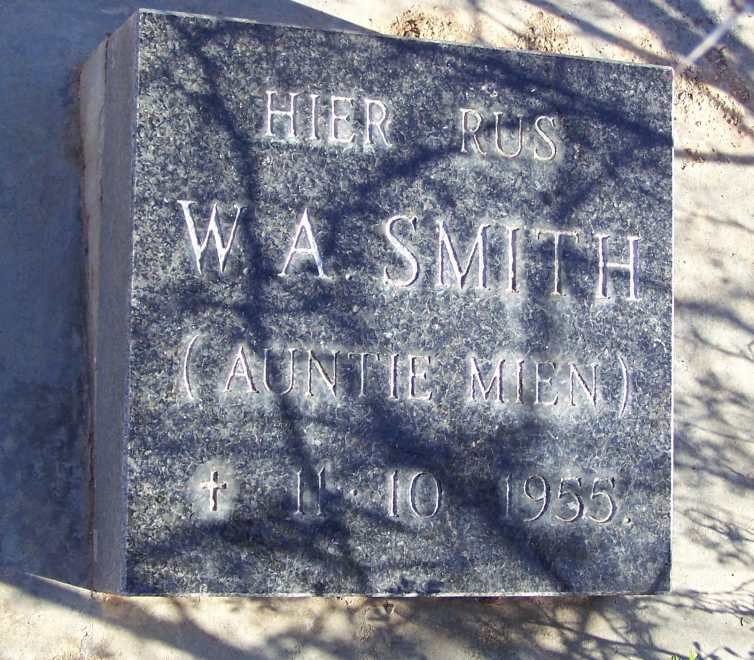 HIER RUS
W. A. SMITH
(AUNTIE MIEN)
✝ 11·10 1955